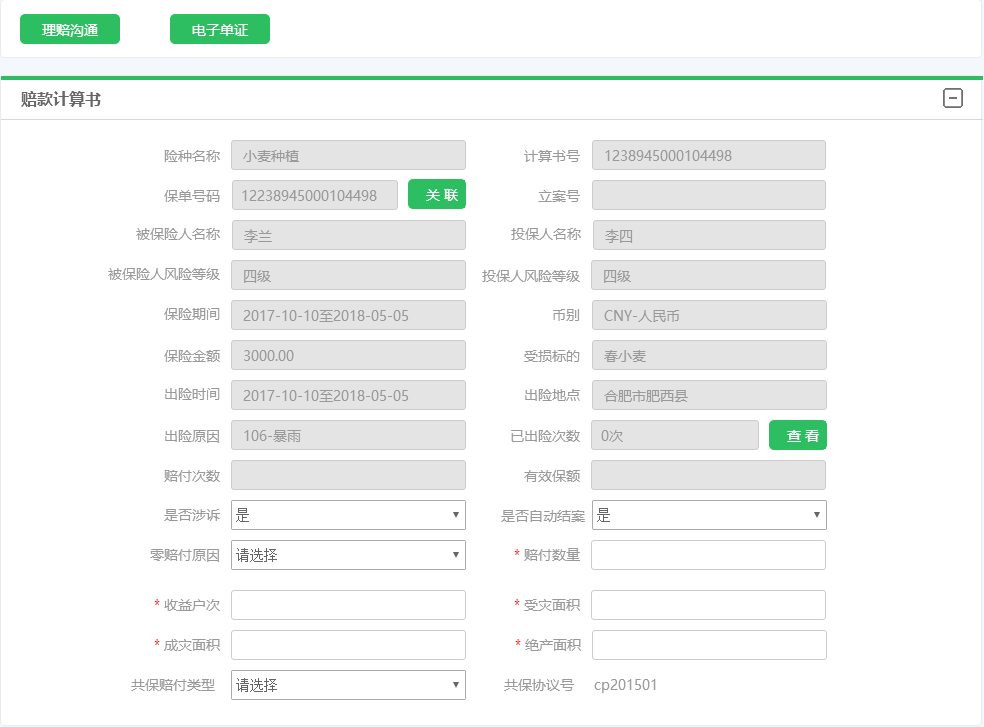 理赔沟通 电子单证
赔款计算书
险种名称 小麦种植 计算书号 1238945000104498
保单号码 12238945000104498 关 联 立案号
被保险人名称 李兰 投保人名称 李四
被保险人风险等级 四级 投保人风险等级 四级
保险期间 2017-10-10至2018-05-05 币别 CNY-人民币
保险金额 3000.00 受损标的 春小麦
出险时间 2017-10-10至2018-05-05 出险地点 合肥市肥西县
出险原因 106-暴雨 已出险次数 0次 查 看
赔付次数 有效保额
是否涉诉 是 是否自动结案 是
零赔付原因 请选择 * 赔付数量
* 收益户次 * 受灾面积
* 成灾面积 * 绝产面积
共保赔付类型 请选择 共保协议号 cp201501